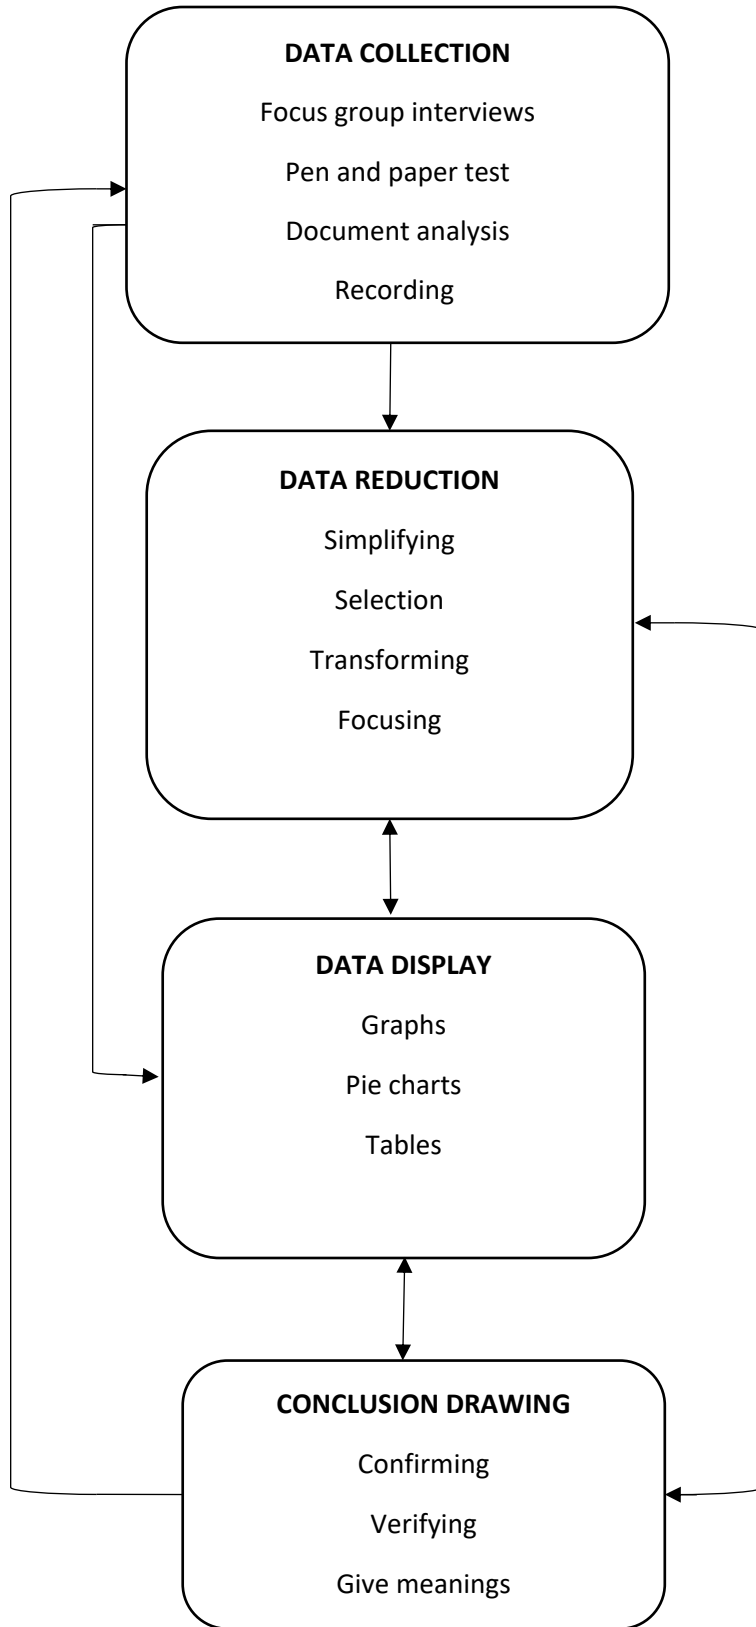 DATA COLLECTION
Focus group interviews
Pen and paper test
Document analysis
Recording
DATA REDUCTION
Simplifying
Selection
Transforming
Focusing
DATA DISPLAY
Graphs
Pie charts
Tables
CONCLUSION DRAWING
Confirming
Verifying
Give meanings